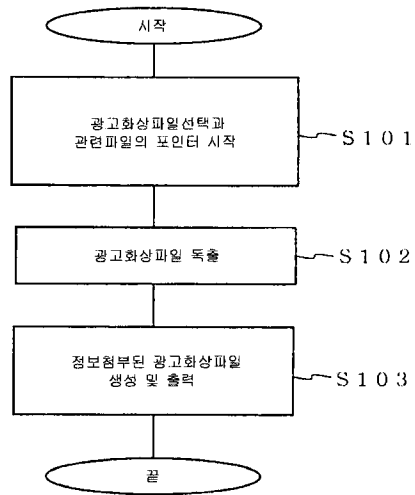 시작
광고화상파일선택과
관련파일의 포인터 시작
S101
광고화상파일 독출
S102
정보첨부된 광고화상파일
생성 및 출력
S103
끝